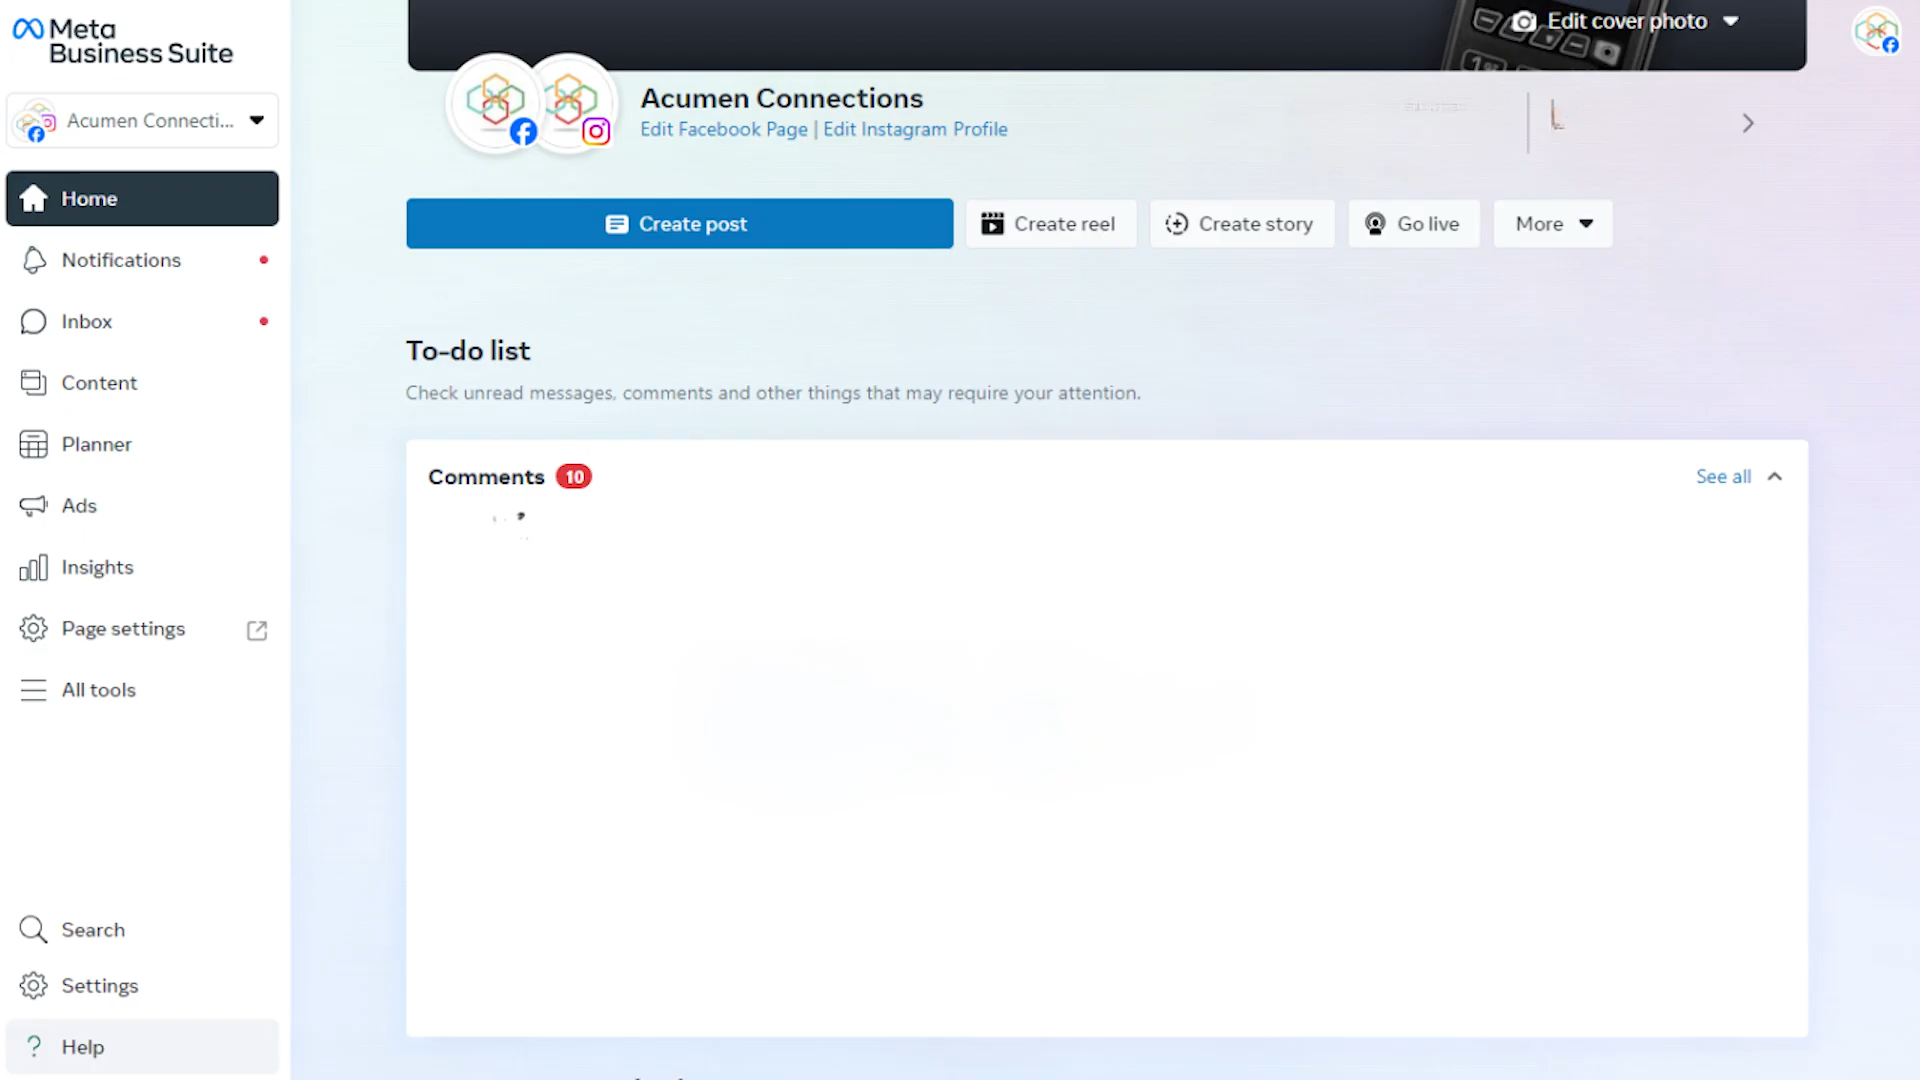 Meta
Business Suite
Acumen Connecti...
Home
Notifications
Inbox
Content
Planner
Ads
Insights
Page settings
All tools
Search
Settings
? Help
Edit cover photo
Acumen Connections
Edit Facebook Page | Edit Instagram Profile
Create post
Create reel
Create story
Go live
More
To-do list
Check unread messages, comments and other things that may require your attention.
Comments 10
See all